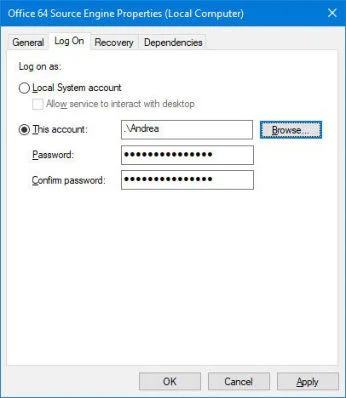 Office 64 Source Engine Properties (Local Computer)
General Log On Recovery Dependencies
Log on as:
Local System account
Allow service to interact with desktop
This account: .\Andrea Browse...
Password: ●●●●●●●●●●●●●●●
Confirm password: ●●●●●●●●●●●●●●●
OK Cancel Apply